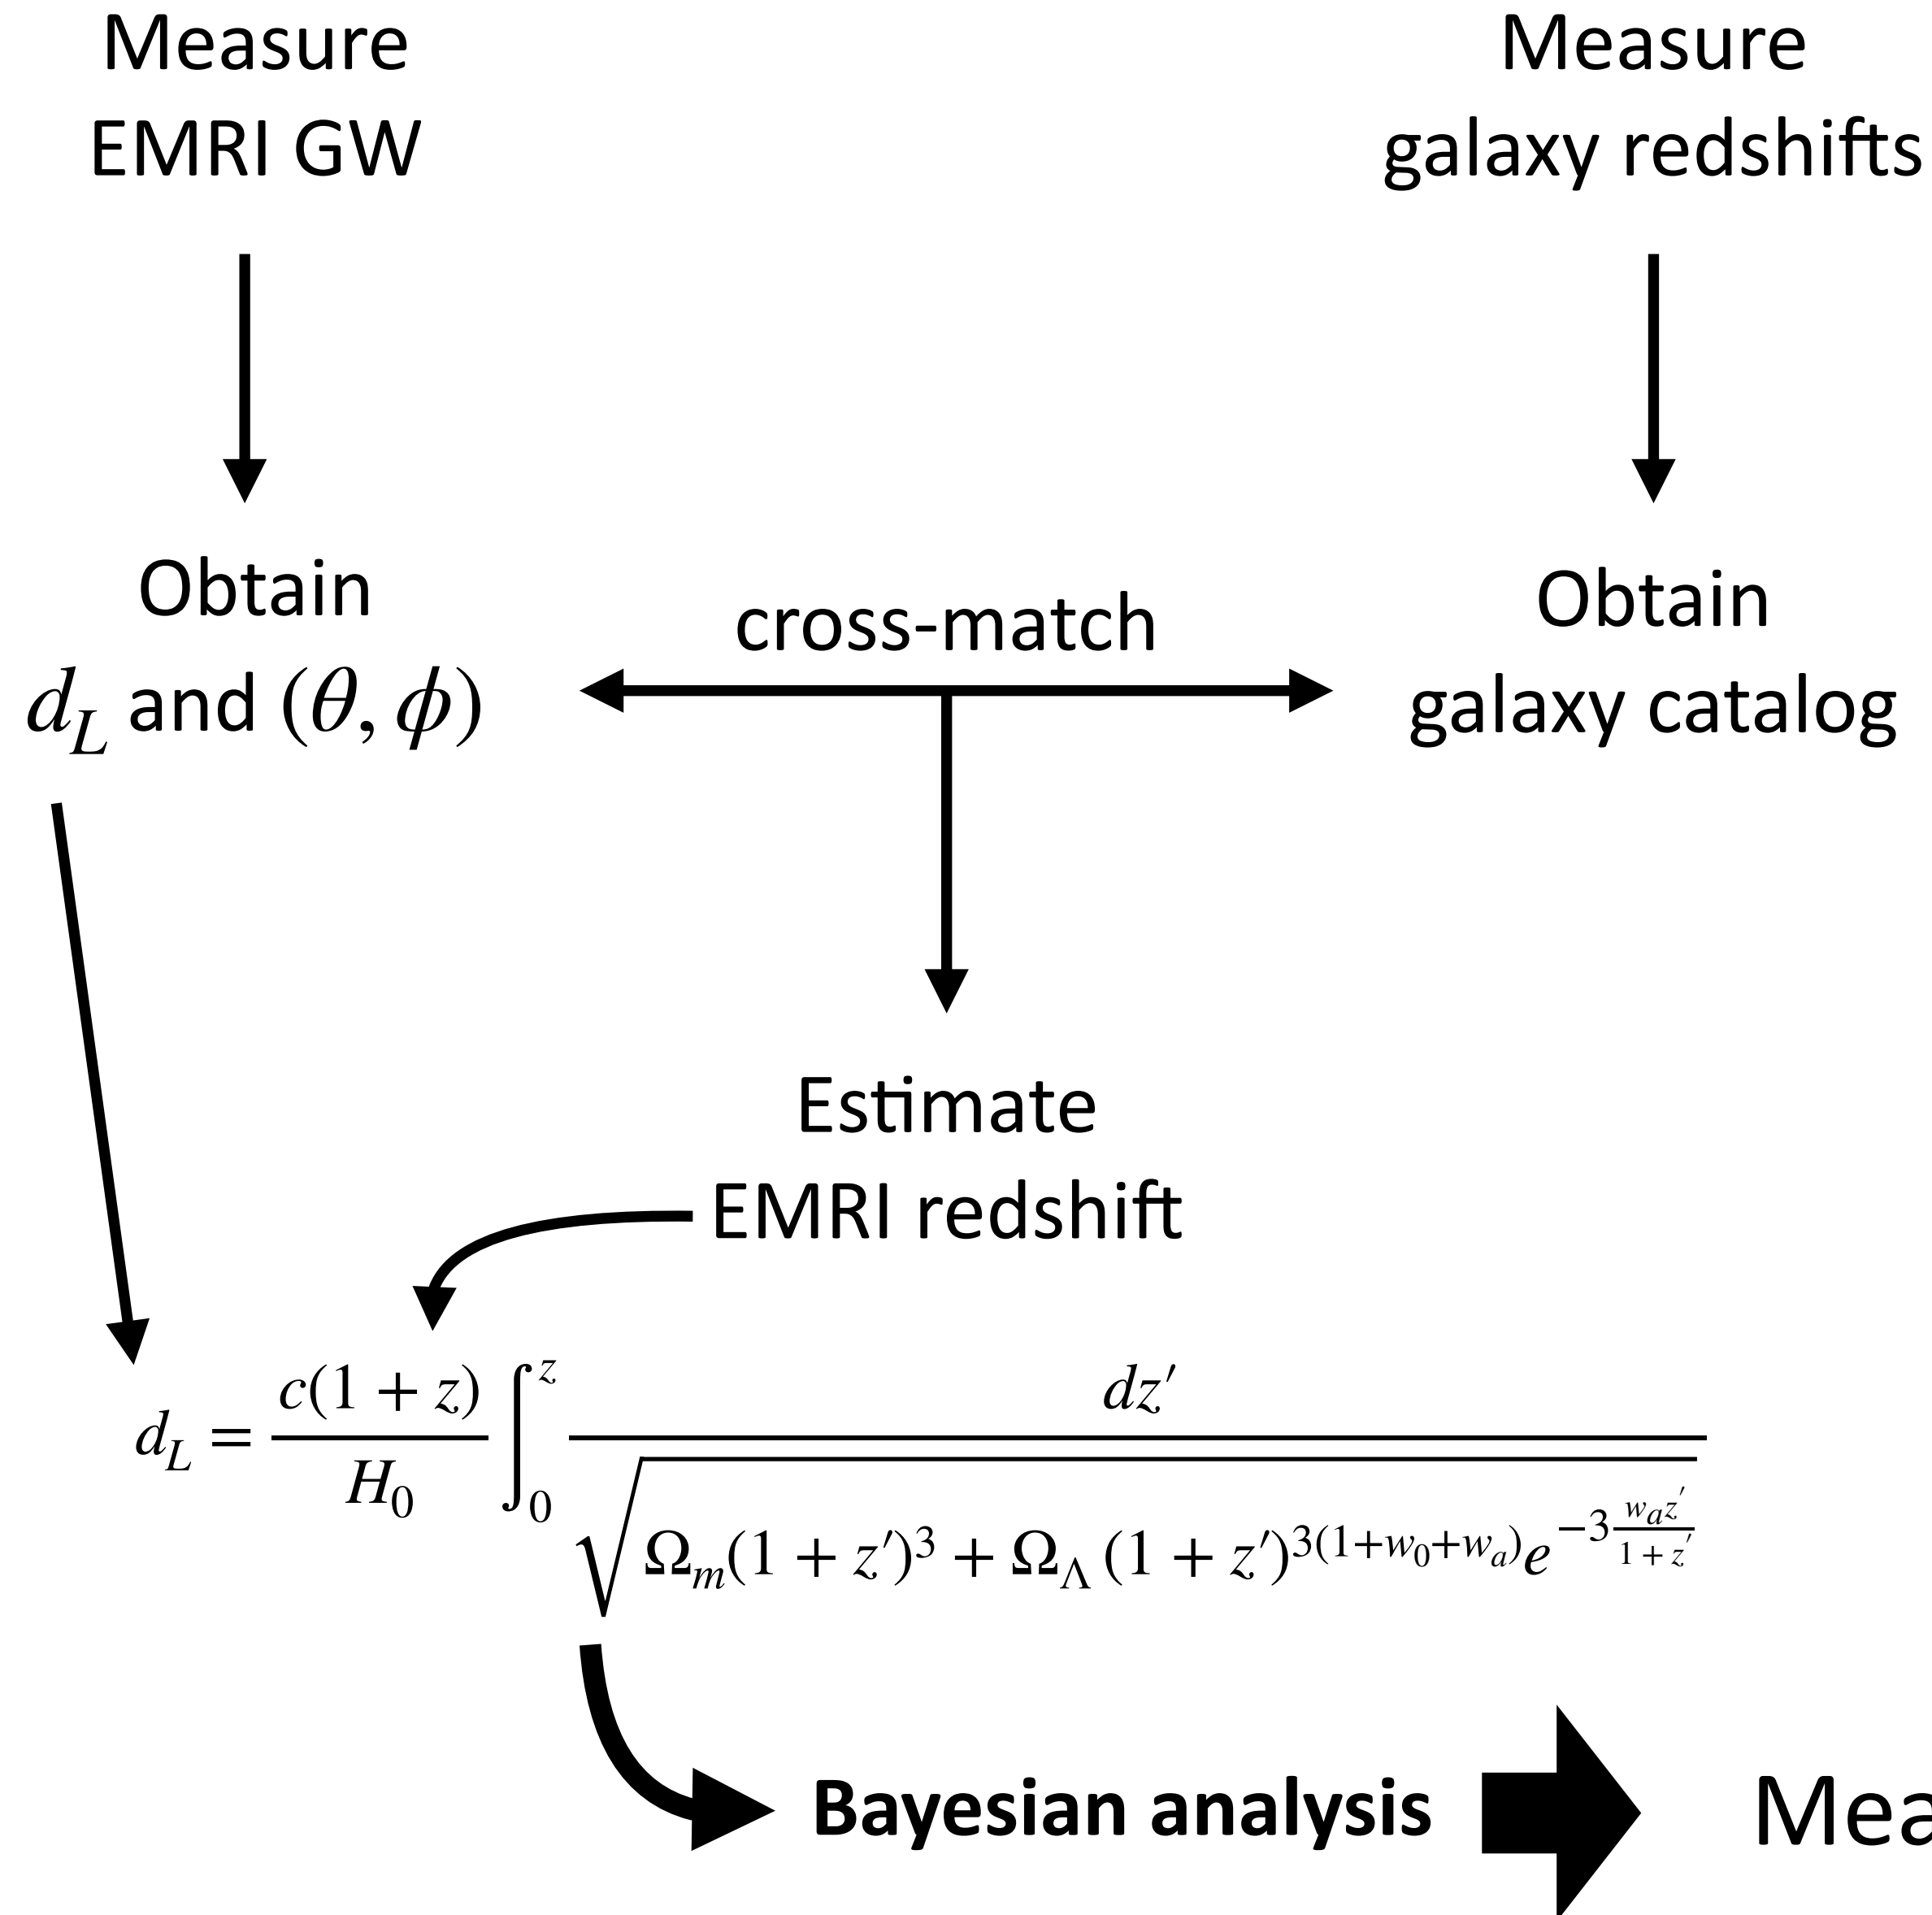 Measure
EMRI GW
Measure
galaxy redshifts
Obtain
d_L and (θ, ϕ)
cross-match
Obtain
galaxy catalog
Estimate
EMRI redshift
d_L = c(1 + z) / H_0 ∫_0^z dz′ / √(Ω_m(1 + z′)^3 + Ω_Λ(1 + z′)^{3(1+w_0+w_a)} e^{−3 w_a z′ / (1 + z′)})
Bayesian analysis